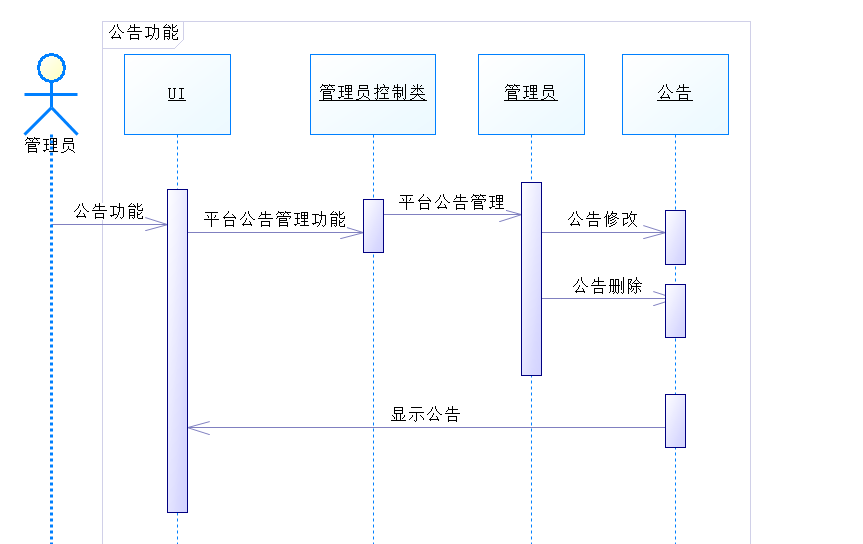 公告功能
UI
管理员控制类
管理员
公告
管理员
公告功能
平台公告管理功能
平台公告管理
公告修改
公告删除
显示公告